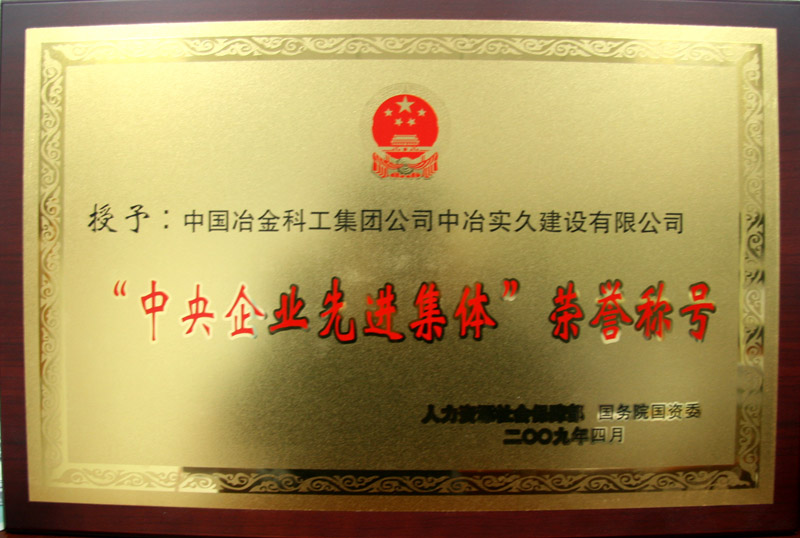 授予：中国冶金科工集团公司中冶实久建设有限公司
“中央企业先进集体”荣誉称号
人力资源社会保障部 国务院国资委
二〇〇九年四月